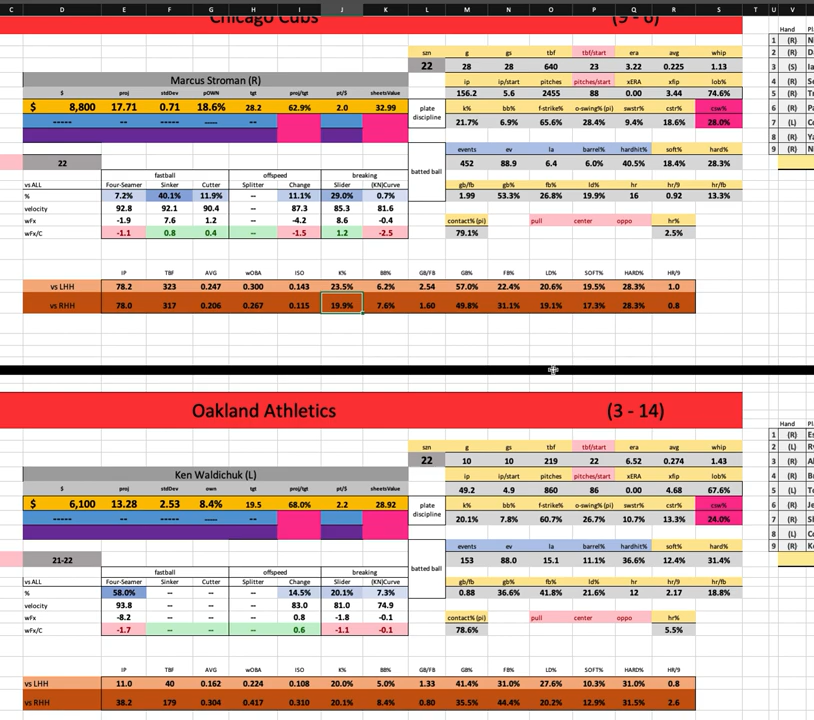 C D E F G H I J K L M N O P Q R S T U V W
Chicago Cubs (9 - 6)
Hand
szn g gs tbf tbf/start era avg whip
1 (R)
22 28 28 640 23 3.22 0.225 1.13
2 (R)
3 (S)
Marcus Stroman (R)
ip ip/start pitches pitches/start xERA xfip lob%
4 (R)
$ proj stdDev pOWN tgt proj/tgt pt/$ sheetsValue
156.2 5.6 2455 88 0.00 3.44 74.6%
5 (R)
$ 8,800 17.71 0.71 18.6% 28.2 62.9% 2.0 32.99
plate discipline
k% bb% f-strike% o-swing% (pi) swstr% cstr% csw%
6 (R)
----- --- --- ---- --
21.7% 6.9% 65.6% 28.4% 9.4% 18.6% 28.0%
7 (L)
8 (R)
events ev la barrel% hardhit% soft% hard%
9 (R)
22
452 88.9 6.4 6.0% 40.5% 18.4% 28.3%
batted ball
fastball offspeed breaking
vs ALL Four-Seamer Sinker Cutter Splitter Change Slider (KN)Curve
gb/fb gb% fb% ld% hr hr/9 hr/fb
% 7.2% 40.1% 11.9% -- 11.1% 29.0% 0.7%
1.99 53.3% 26.8% 19.9% 16 0.92 13.3%
velocity 92.8 92.1 90.4 -- 87.3 85.3 81.6
wFx -1.9 7.6 1.2 -- -4.2 8.6 -0.4
contact% (pi) pull center oppo hr%
wFx/C -1.1 0.8 0.4 -- -1.5 1.2 -2.5
79.1% 2.5%
IP TBF AVG wOBA ISO K% BB% GB/FB GB% FB% LD% SOFT% HARD% HR/9
vs LHH 78.2 323 0.247 0.300 0.143 23.5% 6.2% 2.54 57.0% 22.4% 20.6% 19.5% 28.3% 1.0
vs RHH 78.0 317 0.206 0.267 0.115 19.9% 7.6% 1.60 49.8% 31.1% 19.1% 17.3% 28.3% 0.8
Oakland Athletics (3 - 14)
Hand
1 (R)
szn g gs tbf tbf/start era avg whip
2 (L)
22 10 10 219 22 6.52 0.274 1.43
3 (R)
Ken Waldichuk (L)
ip ip/start pitches pitches/start xERA xfip lob%
4 (R)
$ proj stdDev own tgt proj/tgt pt/$ sheetsValue
49.2 4.9 860 86 0.00 4.68 67.6%
5 (L)
$ 6,100 13.28 2.53 8.4% 19.5 68.0% 2.2 28.92
plate discipline
k% bb% f-strike% o-swing% (pi) swstr% cstr% csw%
6 (R)
----- --- --- ---- --
20.1% 7.8% 60.7% 26.7% 10.7% 13.3% 24.0%
7 (R)
8 (L)
events ev la barrel% hardhit% soft% hard%
9 (R)
21-22
153 88.0 15.1 11.1% 36.6% 12.4% 31.4%
batted ball
fastball offspeed breaking
vs ALL Four-Seamer Sinker Cutter Splitter Change Slider (KN)Curve
gb/fb gb% fb% ld% hr hr/9 hr/fb
% 58.0% -- -- -- 14.5% 20.1% 7.3%
0.88 36.6% 41.8% 21.6% 12 2.17 18.8%
velocity 93.8 -- -- -- 83.0 81.0 74.9
wFx -8.2 -- -- -- 0.8 -1.8 -0.1
contact% (pi) pull center oppo hr%
wFx/C -1.7 -- -- -- 0.6 -1.1 -0.1
78.6% 5.5%
IP TBF AVG wOBA ISO K% BB% GB/FB GB% FB% LD% SOFT% HARD% HR/9
vs LHH 11.0 40 0.162 0.224 0.108 20.0% 5.0% 1.33 41.4% 31.0% 27.6% 10.3% 31.0% 0.8
vs RHH 38.2 179 0.304 0.417 0.310 20.1% 8.4% 0.80 35.5% 44.4% 20.2% 12.9% 31.5% 2.6